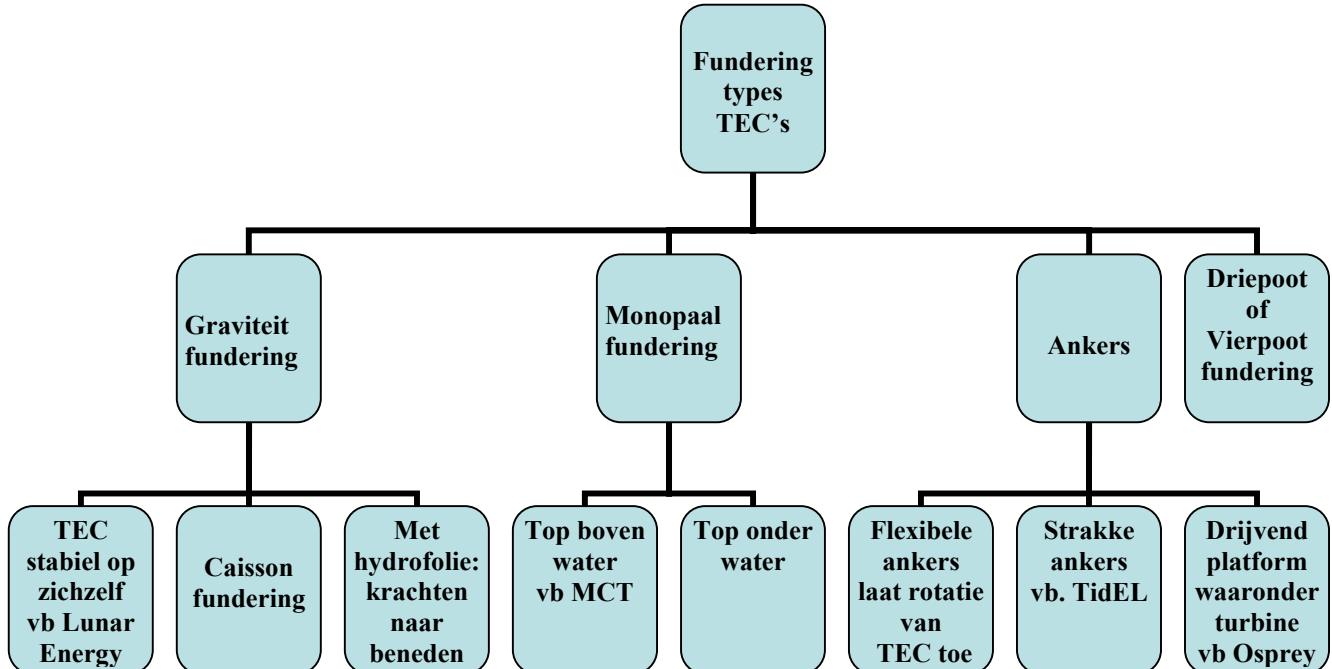 Fundering
types
TEC's
Graviteit
fundering
Monopaal
fundering
Ankers
Driepoot
of
Vierpoot
fundering
TEC
stabiel op
zichzelf
vb Lunar
Energy
Caisson
fundering
Met
hydrofolie:
krachten
naar
beneden
Top boven
water
vb MCT
Top onder
water
Flexibele
ankers
laat rotatie
van
TEC toe
Strakke
ankers
vb. TidEL
Drijvend
platform
waaronder
turbine
vb Osprey